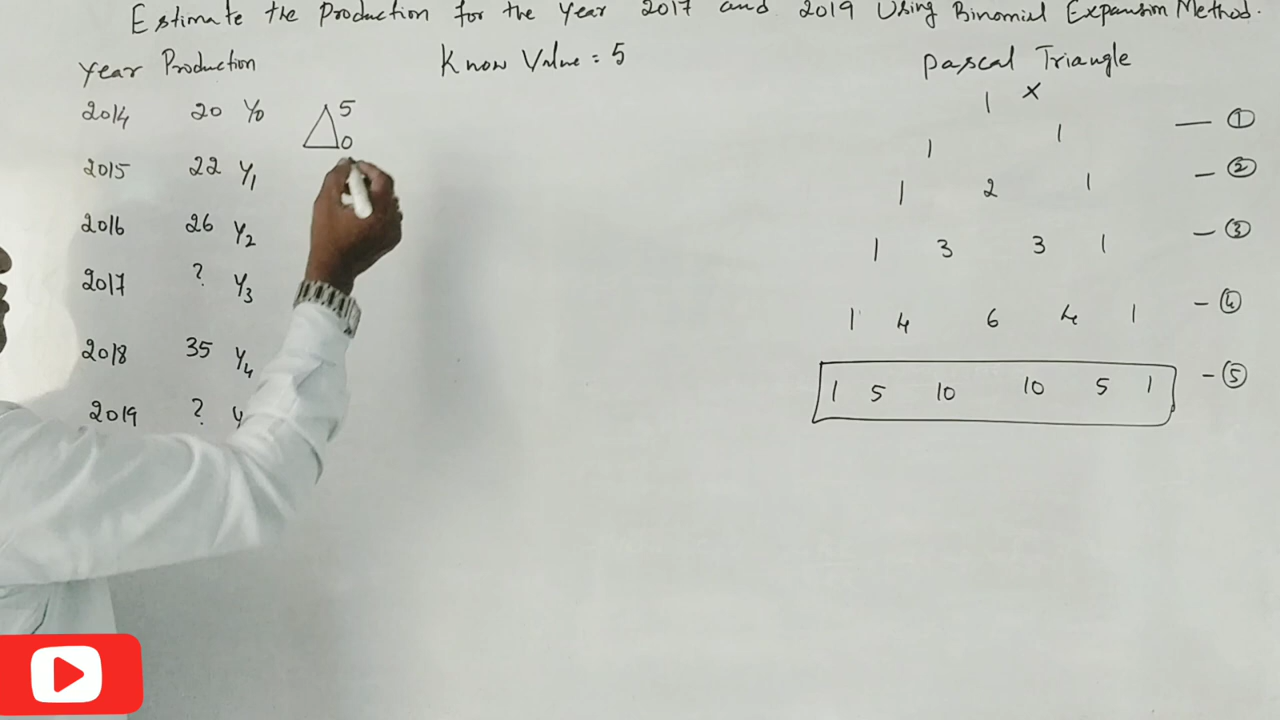 Estimate the Production for the Year 2017 and 2019 Using Binomial Expansion Method.
Year Production
Know Value = 5
Pascal Triangle
2014 20 Y0
△5 0
2015 22 Y1
2016 26 Y2
2017 ? Y3
2018 35 Y4
2019 ? Y
1 ×
1 1 — ①
1 2 1 — ②
1 3 3 1 — ③
1 4 6 4 1 — ④
1 5 10 10 5 1 — ⑤